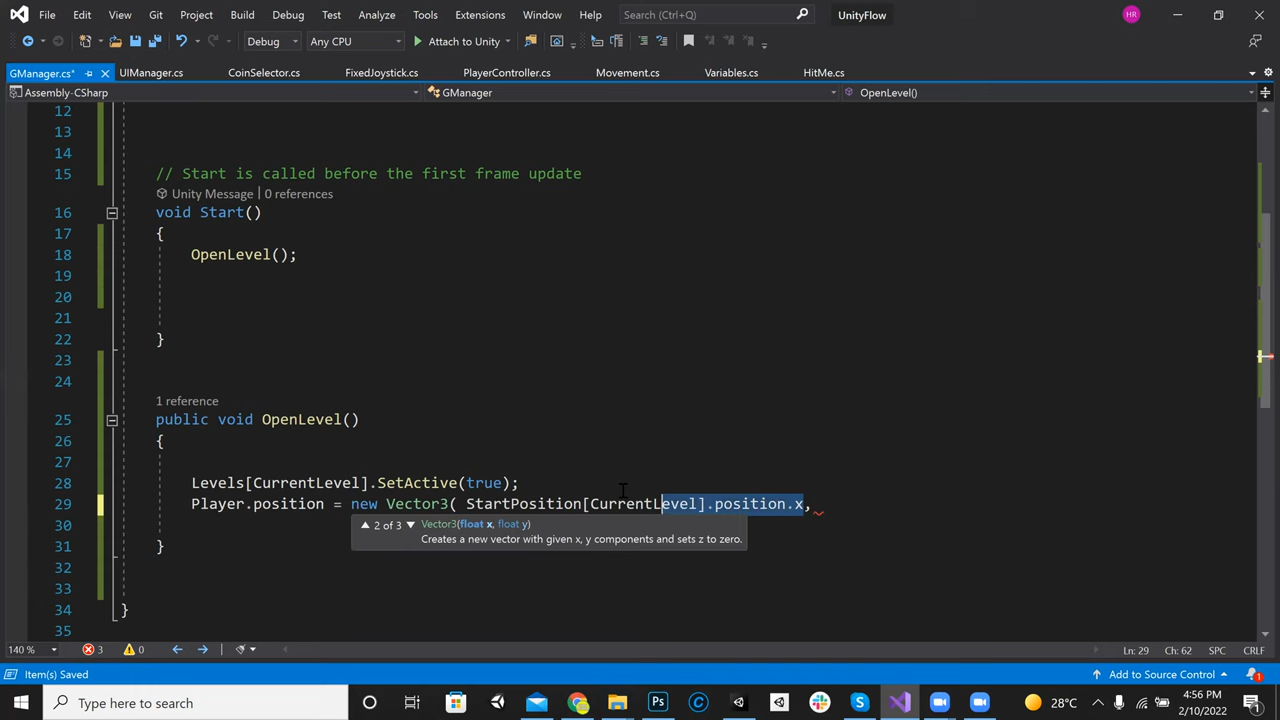 File Edit View Git Project Build Debug Test Analyze Tools Extensions Window Help Search (Ctrl+Q) UnityFlow HR
Debug Any CPU Attach to Unity
GManager.cs* UIManager.cs CoinSelector.cs FixedJoystick.cs PlayerController.cs Movement.cs Variables.cs HitMe.cs
Assembly-CSharp GManager OpenLevel()
12
13
14
15 // Start is called before the first frame update
Unity Message | 0 references
16 void Start()
17 {
18 OpenLevel();
19
20
21
22 }
23
24
1 reference
25 public void OpenLevel()
26 {
27
28 Levels[CurrentLevel].SetActive(true);
29 Player.position = new Vector3( StartPosition[CurrentLevel].position.x,
30 ▲ 2 of 3 ▼ Vector3(float x, float y)
Creates a new vector with given x, y components and sets z to zero.
31 }
32
33
34 }
35
140 % 3 0 Ln: 29 Ch: 62 SPC CRLF
Item(s) Saved Add to Source Control 1
Type here to search Ps 28°C 4:56 PM
2/10/2022